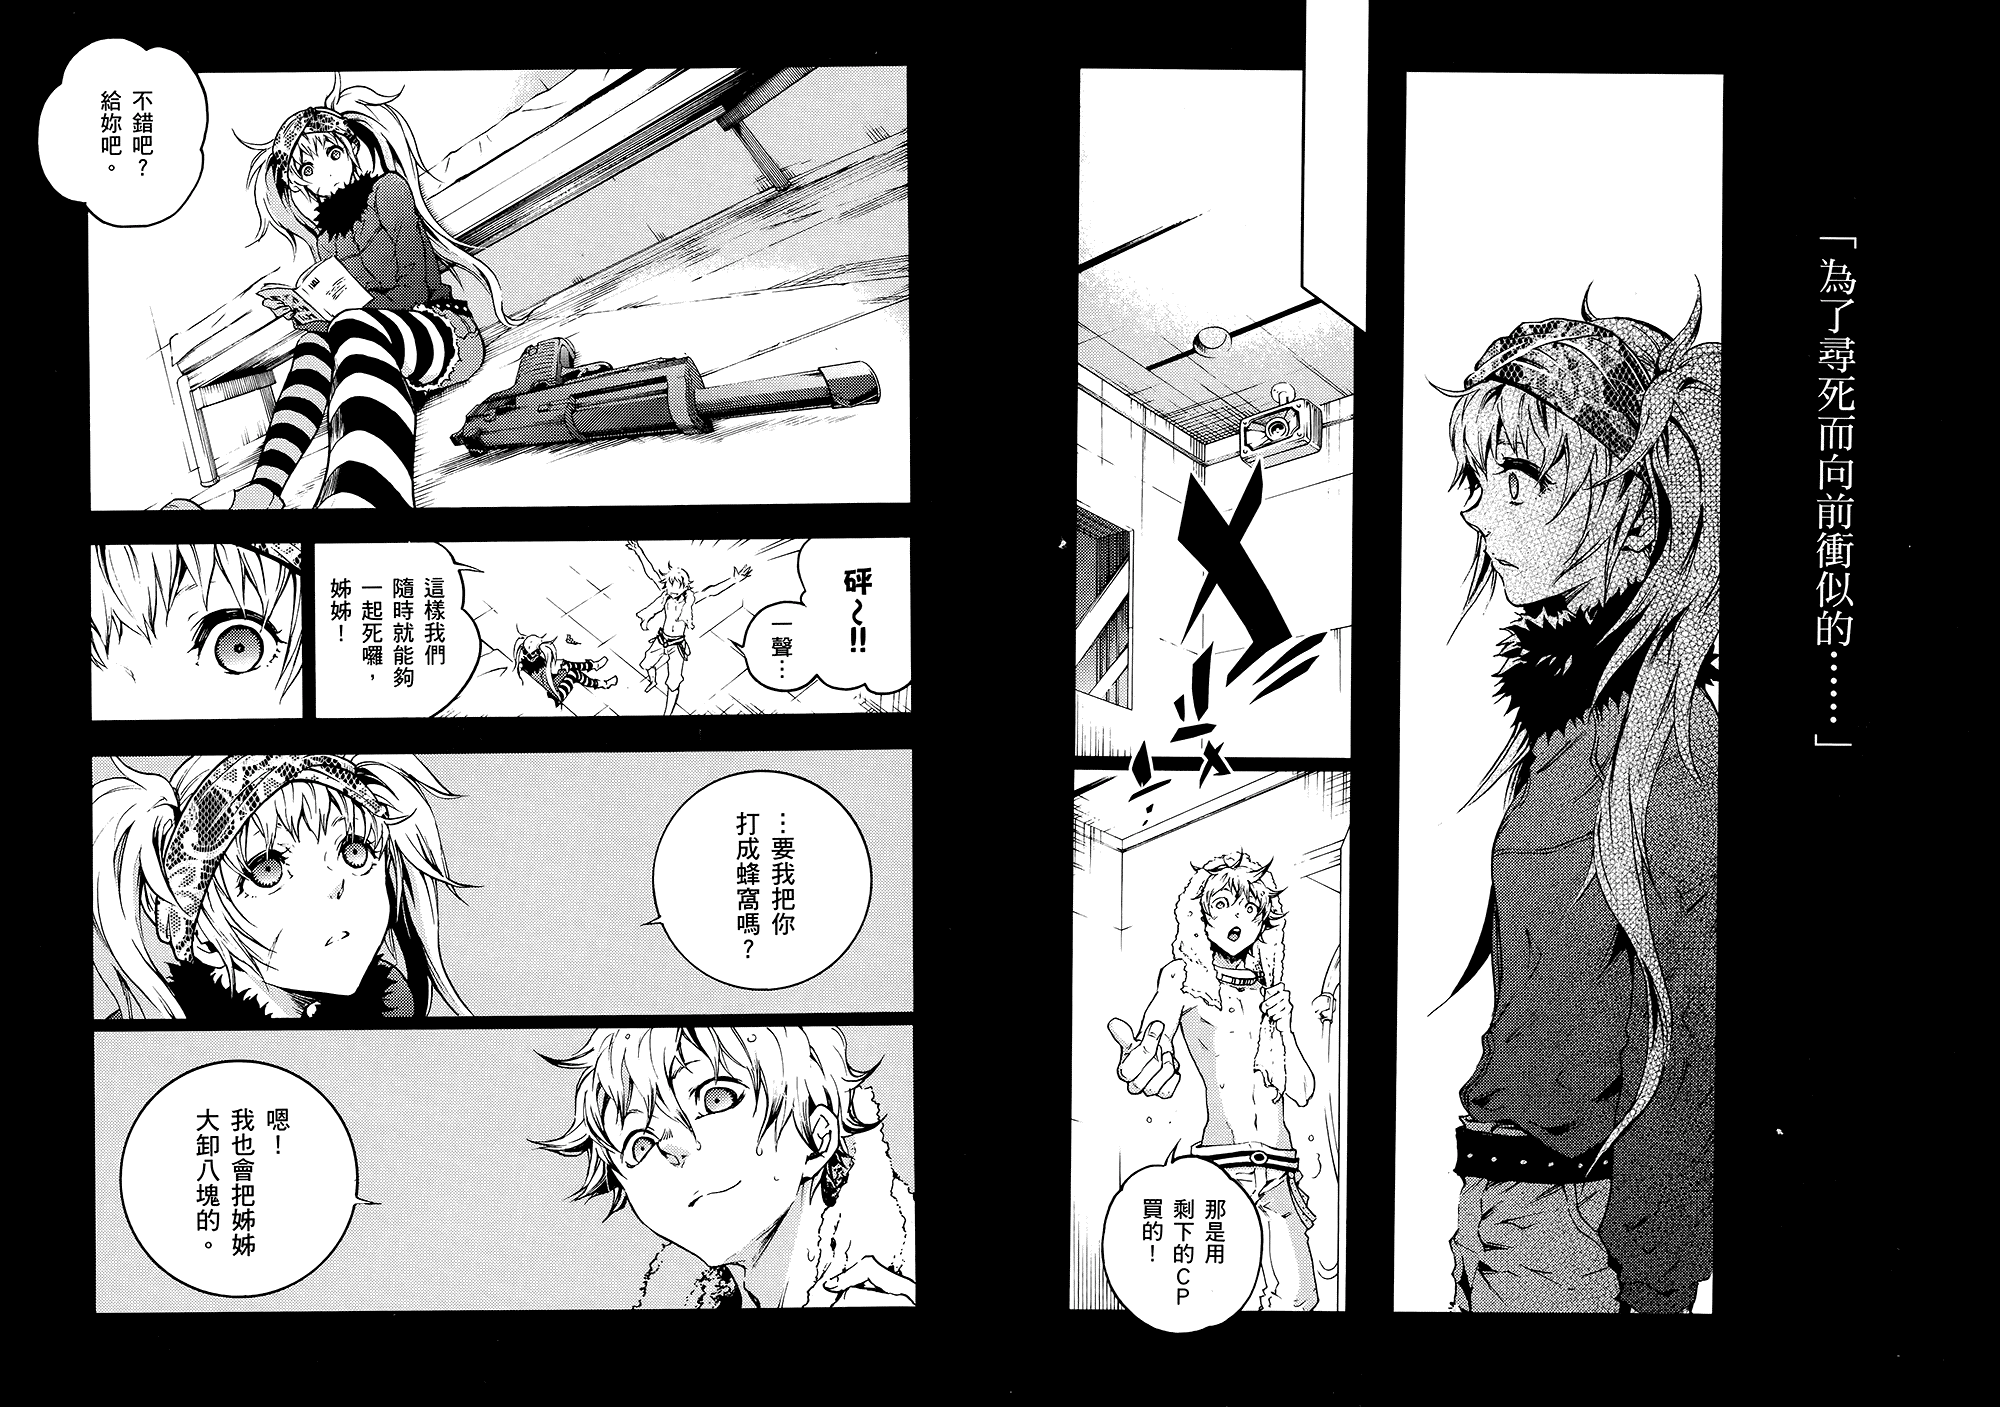 「為了尋死而向前衝似的……」
那是用
剩下的CP
買的！
不錯吧？
給妳吧。
砰～!!
一聲…
這樣我們
隨時就能夠
一起死囉，
姊姊！
…要我把你
打成蜂窩嗎？
嗯！
我也會把姊姊
大卸八塊的。